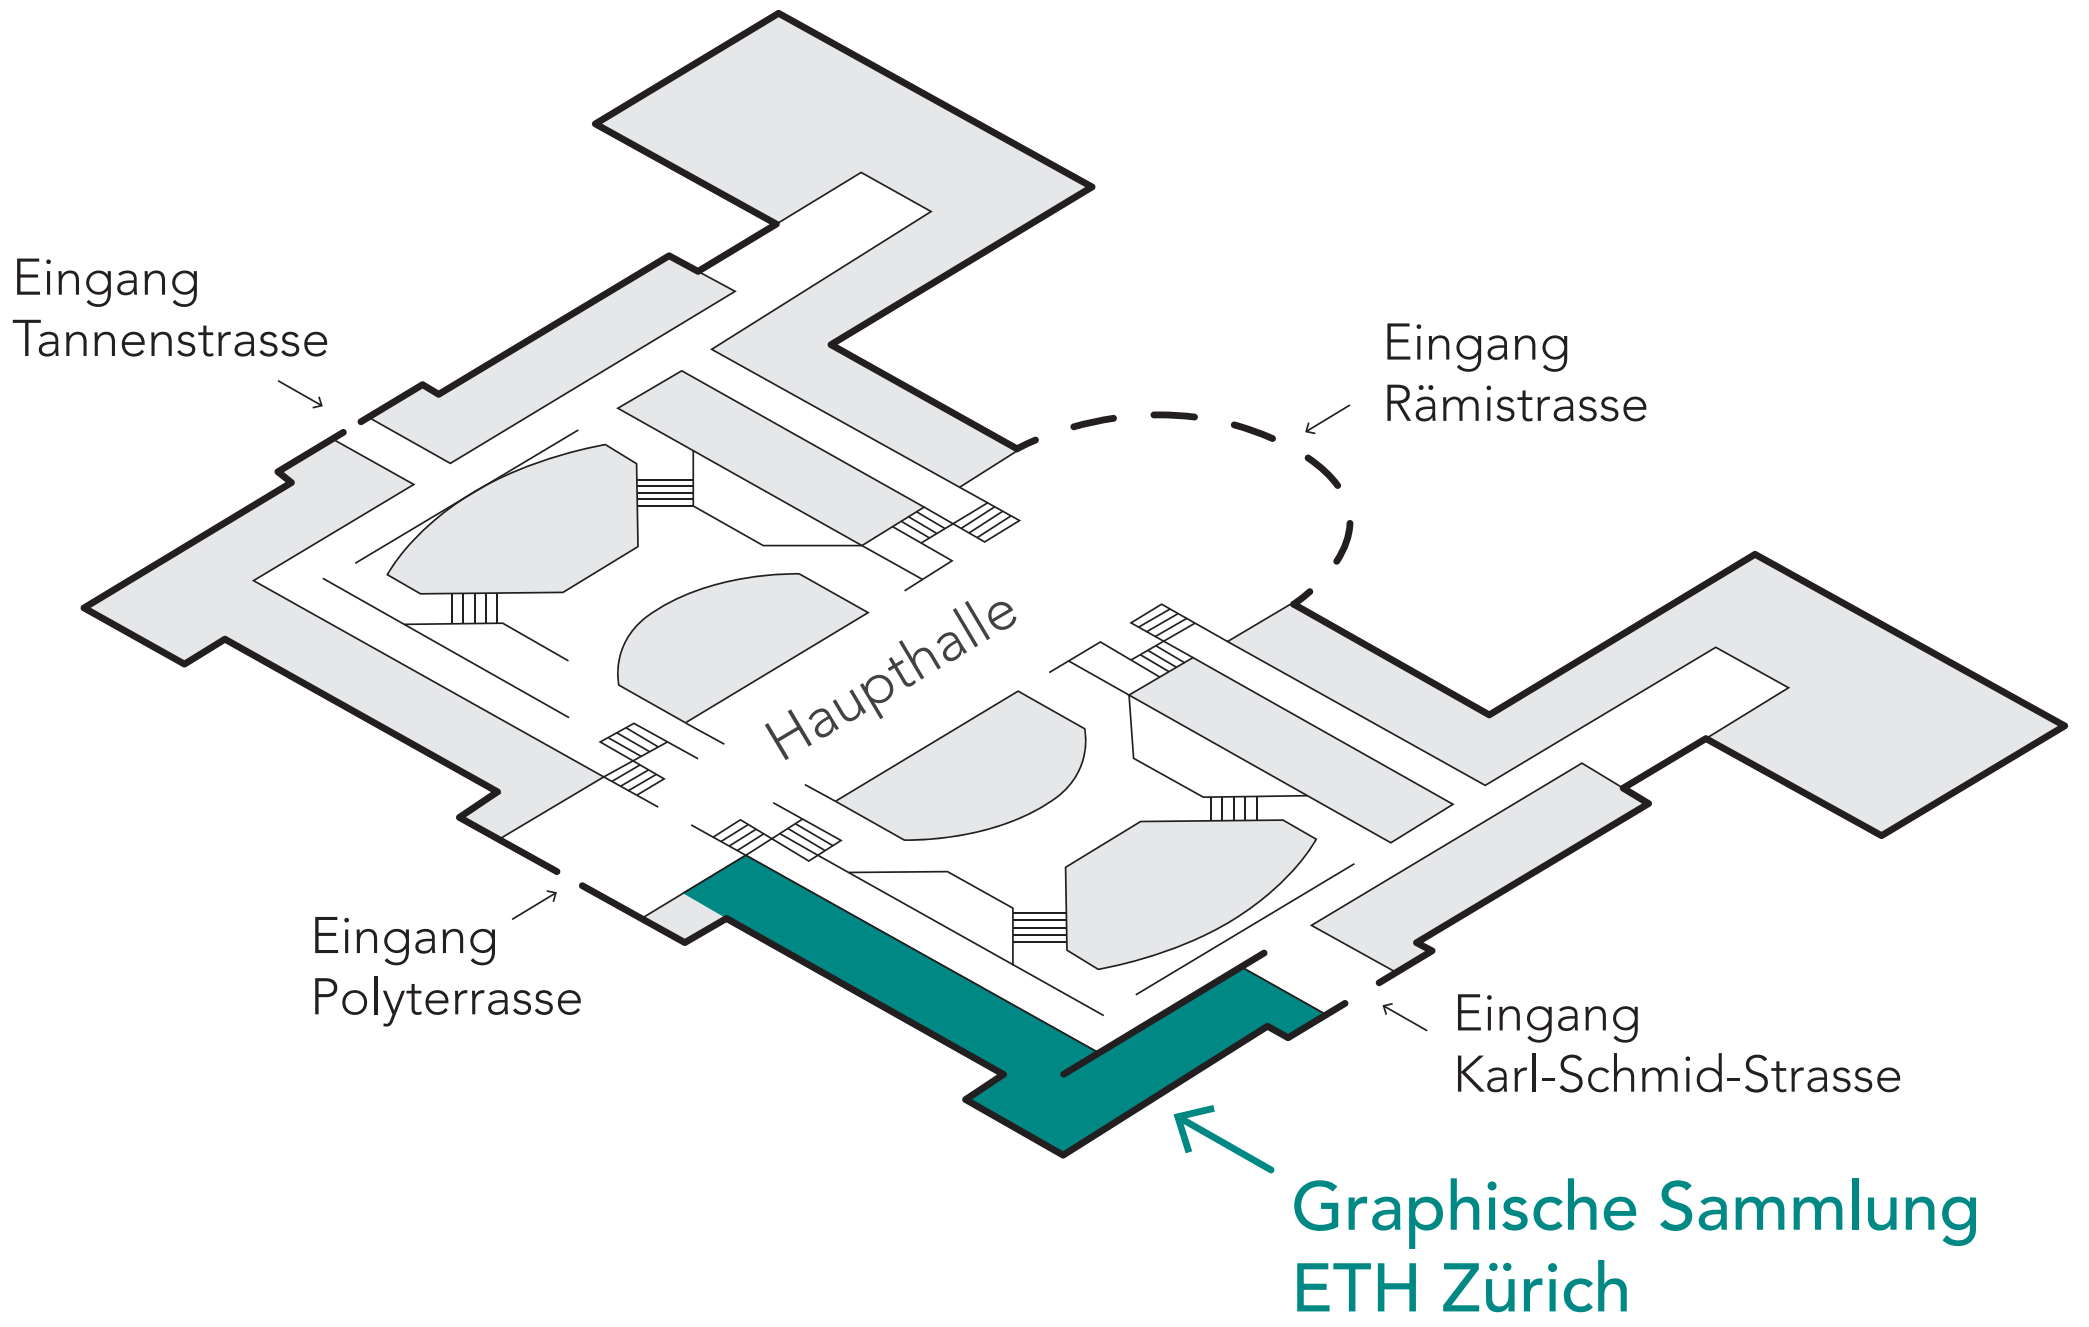 Eingang
Tannenstrasse
Eingang
Rämistrasse
Haupthalle
Eingang
Polyterrasse
Eingang
Karl-Schmid-Strasse
Graphische Sammlung
ETH Zürich